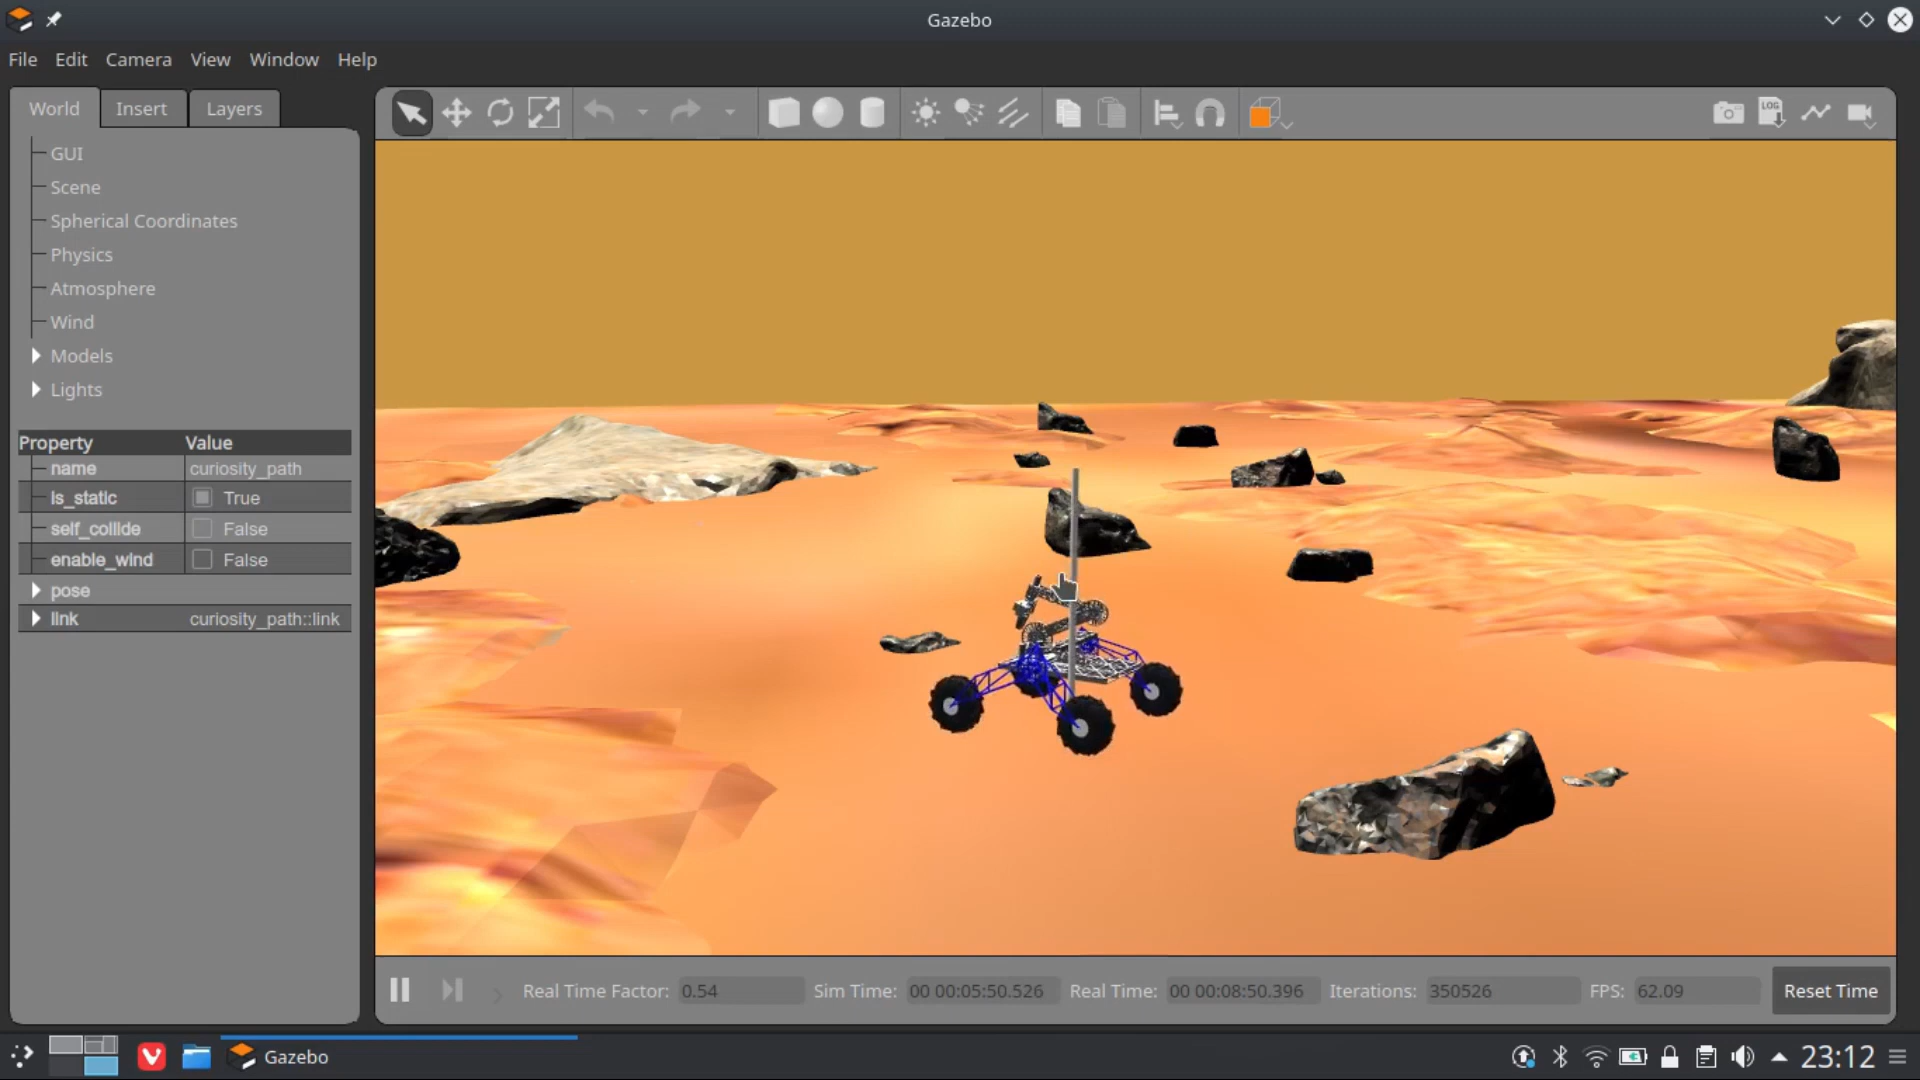 Gazebo
File Edit Camera View Window Help
World Insert Layers
LOG
GUI
Scene
Spherical Coordinates
Physics
Atmosphere
Wind
Models
Lights
Property Value
name curiosity_path
is_static True
self_collide False
enable_wind False
pose
link curiosity_path::link
Real Time Factor: 0.54 Sim Time: 00 00:05:50.526 Real Time: 00 00:08:50.396 Iterations: 350526 FPS: 62.09 Reset Time
Gazebo 23:12